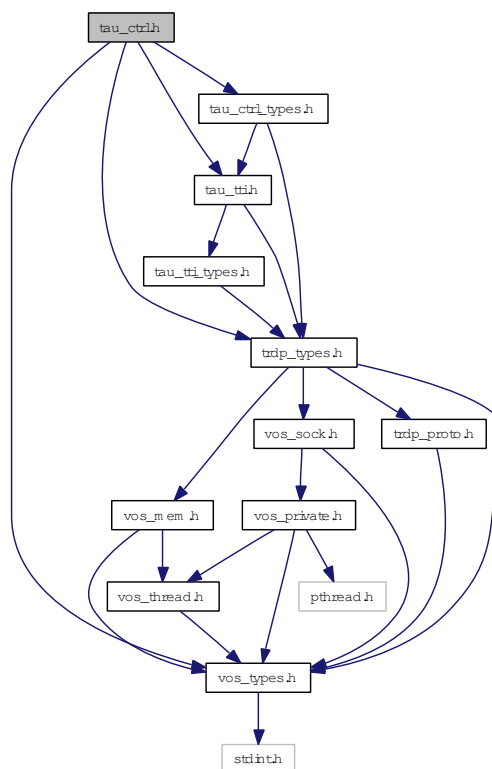 tau_ctrl.h
tau_ctrl_types.h
tau_tti.h
tau_tti_types.h
trdp_types.h
vos_sock.h
trdp_proto.h
vos_mem.h
vos_private.h
vos_thread.h
pthread.h
vos_types.h
stdint.h